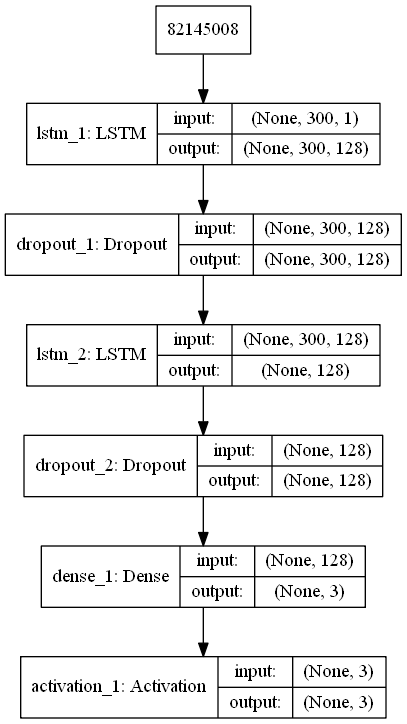 82145008
lstm_1: LSTM
input: (None, 300, 1)
output: (None, 300, 128)
dropout_1: Dropout
input: (None, 300, 128)
output: (None, 300, 128)
lstm_2: LSTM
input: (None, 300, 128)
output: (None, 128)
dropout_2: Dropout
input: (None, 128)
output: (None, 128)
dense_1: Dense
input: (None, 128)
output: (None, 3)
activation_1: Activation
input: (None, 3)
output: (None, 3)